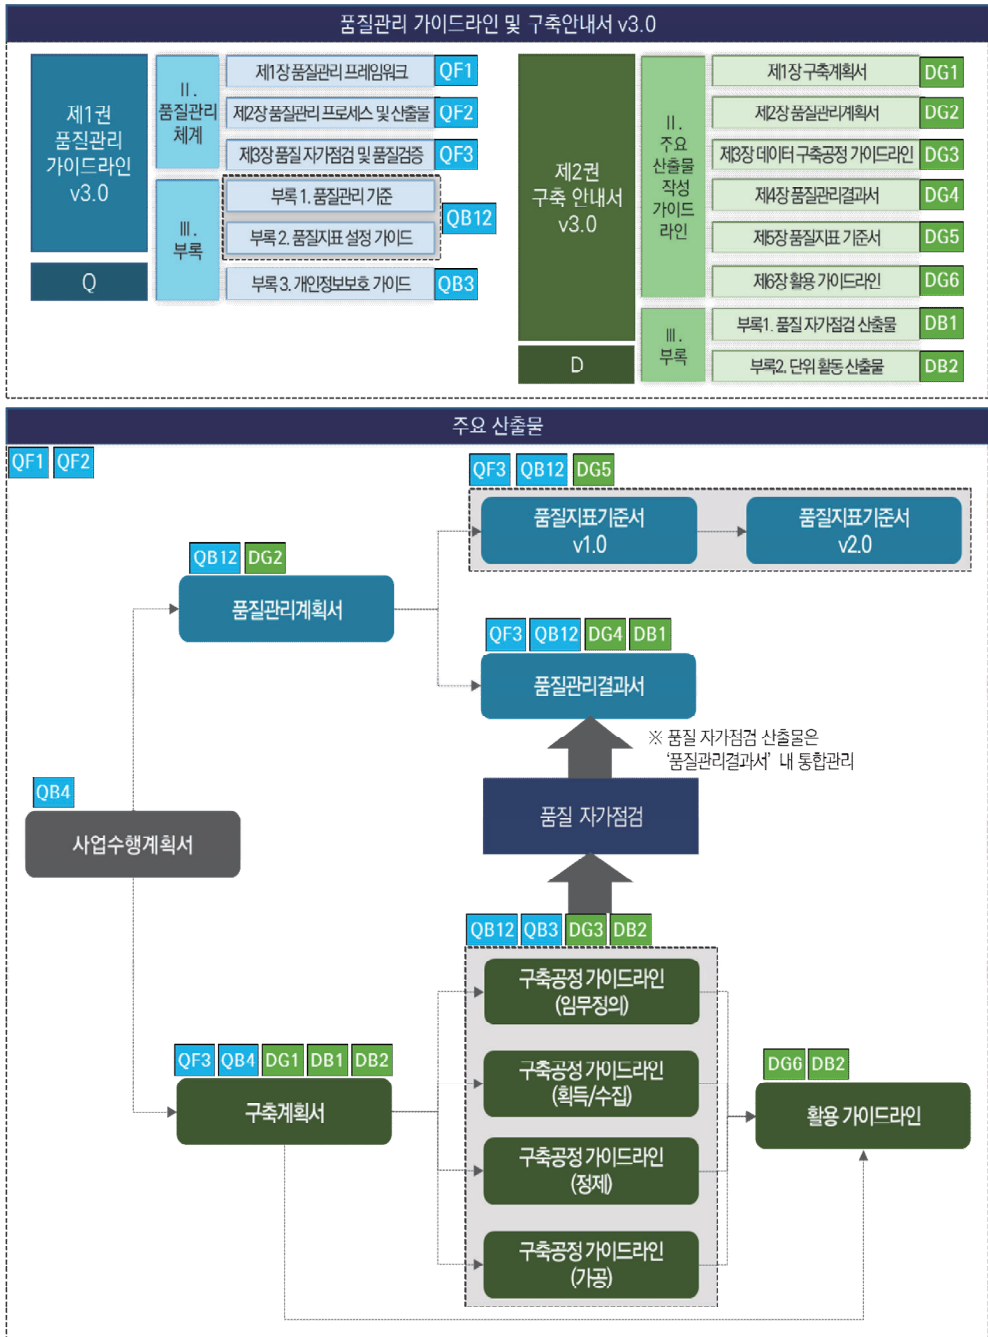 품질관리 가이드라인 및 구축안내서 v3.0
제1권
품질관리
가이드라인
v3.0
Q
Ⅱ.
품질관리
체계
제1장 품질관리 프레임워크 QF1
제2장 품질관리 프로세스 및 산출물 QF2
제3장 품질 자가점검 및 품질검증 QF3
Ⅲ.
부록
부록 1. 품질관리 기준
부록 2. 품질지표 설정 가이드
QB12
부록 3. 개인정보보호 가이드 QB3
제2권
구축 안내서
v3.0
D
Ⅱ.
주요
산출물
작성
가이드
라인
제1장 구축계획서 DG1
제2장 품질관리계획서 DG2
제3장 데이터 구축공정 가이드라인 DG3
제4장 품질관리결과서 DG4
제5장 품질지표 기준서 DG5
제6장 활용 가이드라인 DG6
Ⅲ.
부록
부록1. 품질 자가점검 산출물 DB1
부록2. 단위 활동 산출물 DB2
주요 산출물
QF1 QF2
QF3 QB12 DG5
품질지표기준서
v1.0
품질지표기준서
v2.0
QB12 DG2
품질관리계획서
QF3 QB12 DG4 DB1
품질관리결과서
※ 품질 자가점검 산출물은
'품질관리결과서' 내 통합관리
품질 자가점검
QB4
사업수행계획서
QB12 QB3 DG3 DB2
구축공정 가이드라인
(임무정의)
구축공정 가이드라인
(획득/수집)
구축공정 가이드라인
(정제)
구축공정 가이드라인
(가공)
QF3 QB4 DG1 DB1 DB2
구축계획서
DG6 DB2
활용 가이드라인